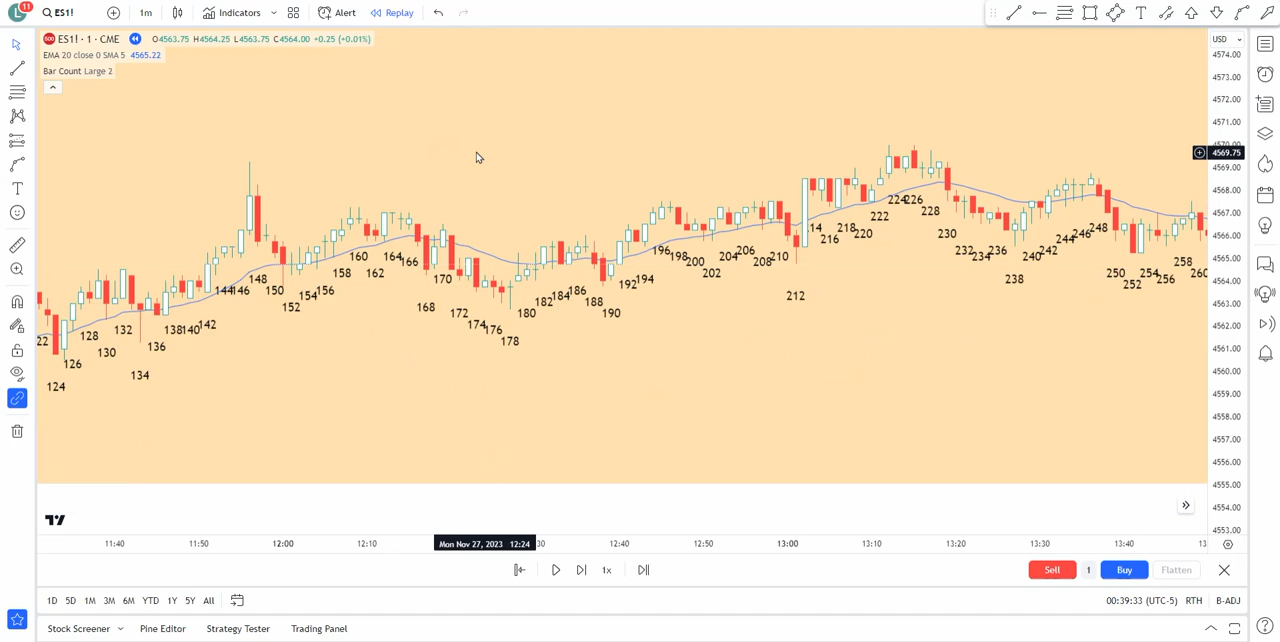 L 11 ES1! 1m Indicators Alert Replay
500 ES1! · 1 · CME O4563.75 H4564.25 L4563.75 C4564.00 +0.25 (+0.01%)
EMA 20 close 0 SMA 5 4565.22
Bar Count Large 2
USD
4574.00
4573.00
4572.00
4571.00
4570.00
4569.75
4569.00
4568.00
4567.00
4566.00
4565.00
4564.00
4563.00
4562.00
4561.00
4560.00
4559.00
4558.00
4557.00
4556.00
4555.00
4554.00
4553.00
22 124 126 128 130 132 134 136 138 140 142 144 146 148 150 152 154 156 158 160 162 164 166 168 170 172 174 176 178 180 182 184 186 188 190 192 194 196 198 200 202 204 206 208 210 212 14 216 218 220 222 224 226 228 230 232 234 236 238 240 242 244 246 248 250 252 254 256 258 260
11:40 11:50 12:00 12:10 Mon Nov 27, 2023 12:24 30 12:40 12:50 13:00 13:10 13:20 13:30 13:40 13:
1x Sell 1 Buy Flatten
1D 5D 1M 3M 6M YTD 1Y 5Y All 00:39:33 (UTC-5) RTH B-ADJ
Stock Screener Pine Editor Strategy Tester Trading Panel